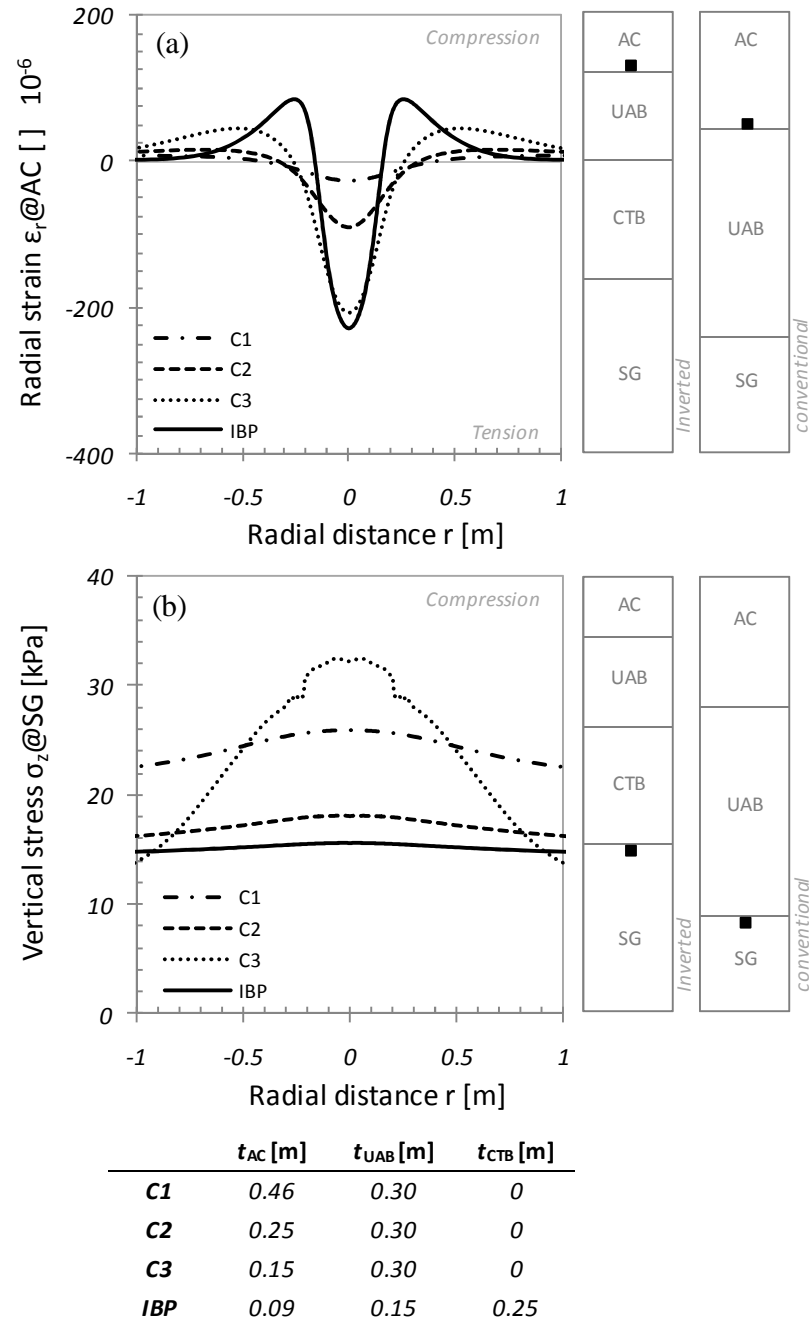 (a)
Compression
Radial strain εr@AC [ ] 10-6
200
0
-200
-400
C1
C2
C3
IBP
Tension
-1
-0.5
0
0.5
1
Radial distance r [m]
AC
UAB
CTB
SG
Inverted
AC
UAB
SG
conventional
(b)
Compression
Vertical stress σz@SG [kPa]
40
30
20
10
0
C1
C2
C3
IBP
-1
-0.5
0
0.5
1
Radial distance r [m]
AC
UAB
CTB
SG
Inverted
AC
UAB
SG
conventional
tAC [m] tUAB [m] tCTB [m]
C1 0.46 0.30 0
C2 0.25 0.30 0
C3 0.15 0.30 0
IBP 0.09 0.15 0.25